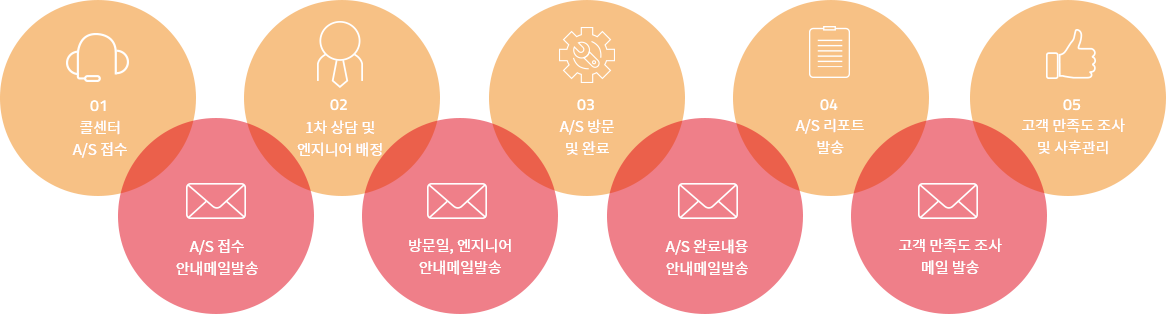 01
콜센터
A/S 접수
02
1차 상담 및
엔지니어 배정
03
A/S 방문
및 완료
04
A/S 리포트
발송
05
고객 만족도 조사
및 사후관리
A/S 접수
안내메일발송
방문일, 엔지니어
안내메일발송
A/S 완료내용
안내메일발송
고객 만족도 조사
메일 발송